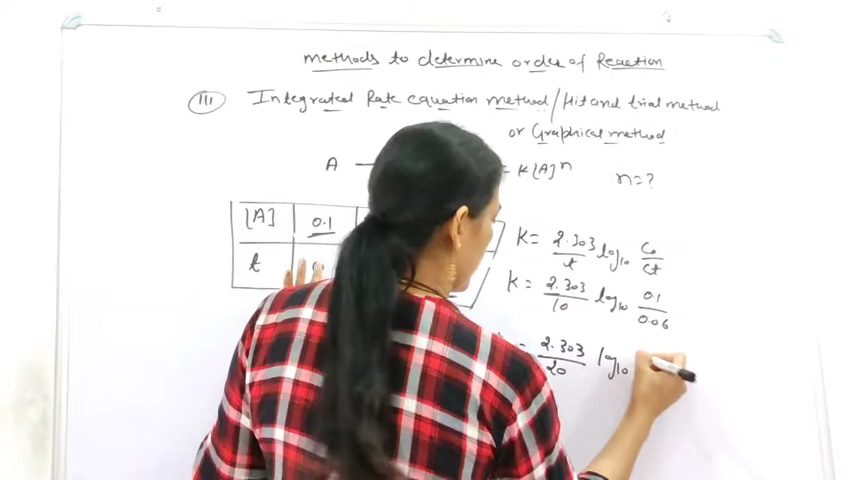 methods to determine order of Reaction
III Integrated Rate equation method/Hit and trial method
or Graphical method
A — = K[A]^n n=?
[A] 0.1
t
K = 2.303/t log10 C0/Ct
K = 2.303/10 log10 0.1/0.06
= 2.303/20 log10